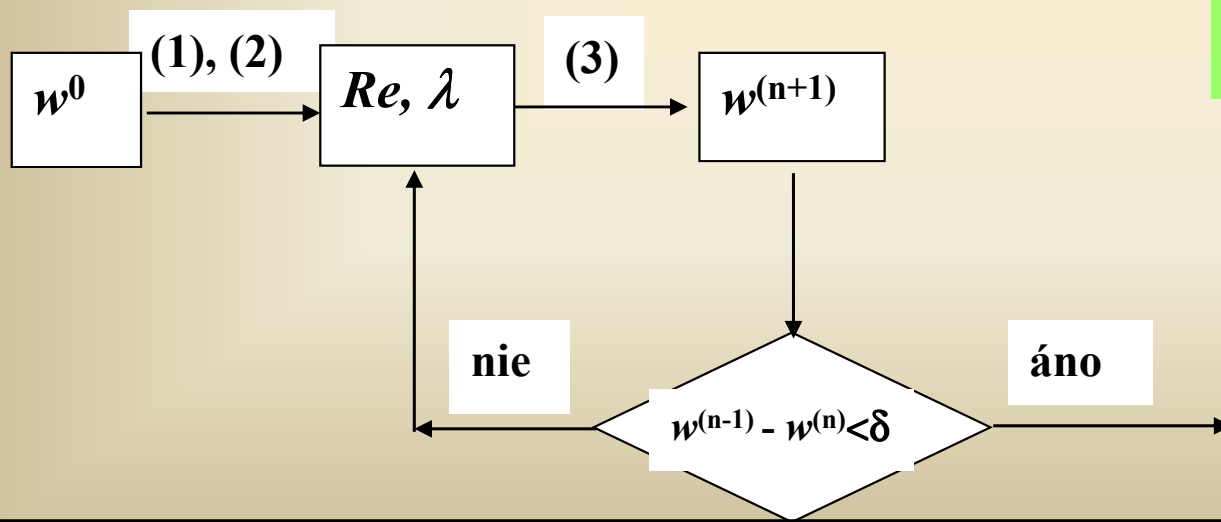 w⁰
(1), (2)
Re, λ
(3)
w⁽ⁿ⁺¹⁾
nie
w⁽ⁿ⁻¹⁾ - w⁽ⁿ⁾<δ
áno